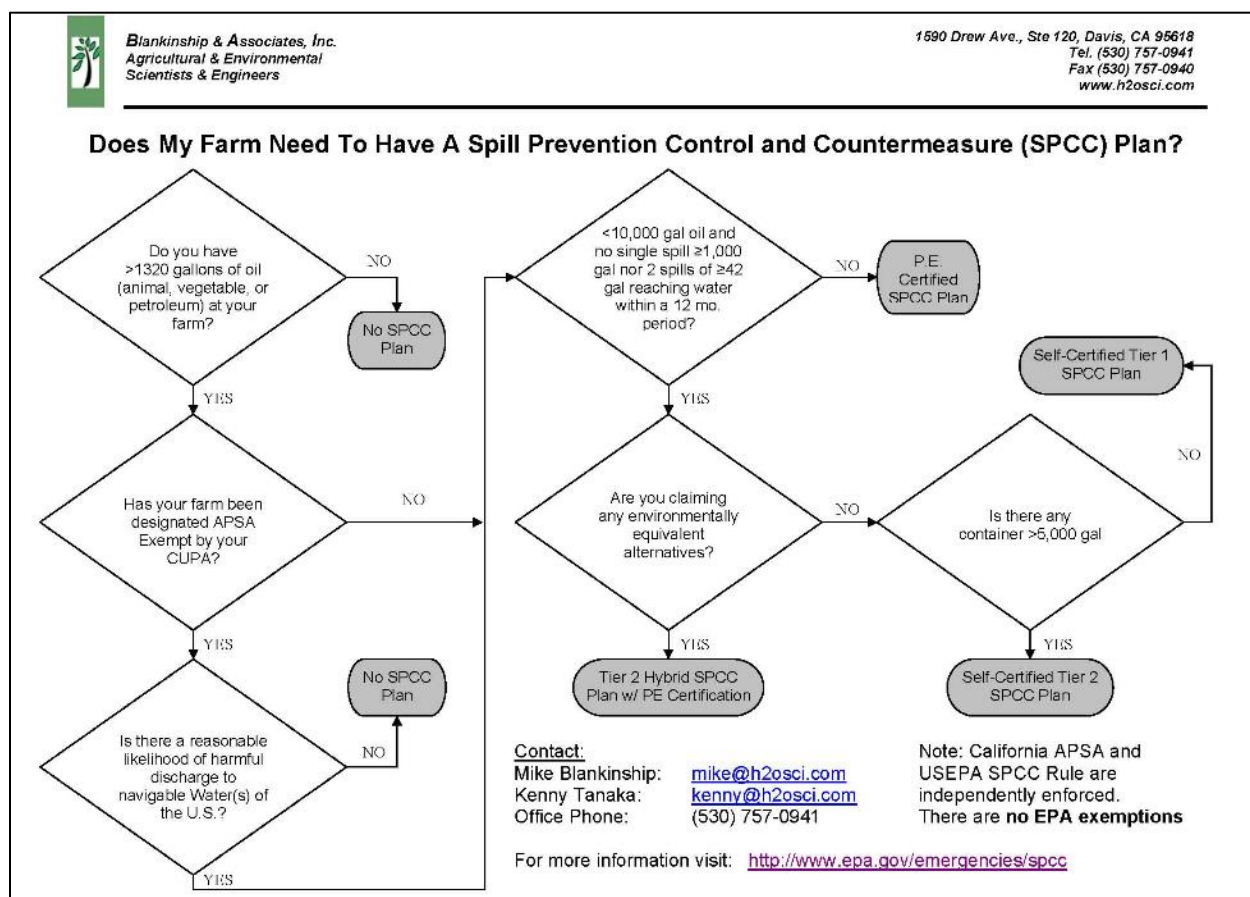 Blankinship & Associates, Inc.
Agricultural & Environmental
Scientists & Engineers
1590 Drew Ave., Ste 120, Davis, CA 95618
Tel. (530) 757-0941
Fax (530) 757-0940
www.h2osci.com
Does My Farm Need To Have A Spill Prevention Control and Countermeasure (SPCC) Plan?
Do you have
>1320 gallons of oil
(animal, vegetable, or
petroleum) at your
farm?
NO
No SPCC
Plan
YES
Has your farm been
designated APSA
Exempt by your
CUPA?
NO
YES
Is there a reasonable
likelihood of harmful
discharge to
navigable Water(s) of
the U.S.?
NO
No SPCC
Plan
YES
<10,000 gal oil and
no single spill ≥1,000
gal nor 2 spills of ≥42
gal reaching water
within a 12 mo.
period?
NO
P.E.
Certified
SPCC Plan
YES
Are you claiming
any environmentally
equivalent
alternatives?
NO
Is there any
container >5,000 gal
NO
Self-Certified Tier 1
SPCC Plan
YES
Tier 2 Hybrid SPCC
Plan w/ PE Certification
YES
Self-Certified Tier 2
SPCC Plan
Contact:
Mike Blankinship: mike@h2osci.com
Kenny Tanaka: kenny@h2osci.com
Office Phone: (530) 757-0941
Note: California APSA and
USEPA SPCC Rule are
independently enforced.
There are no EPA exemptions
For more information visit: http://www.epa.gov/emergencies/spcc